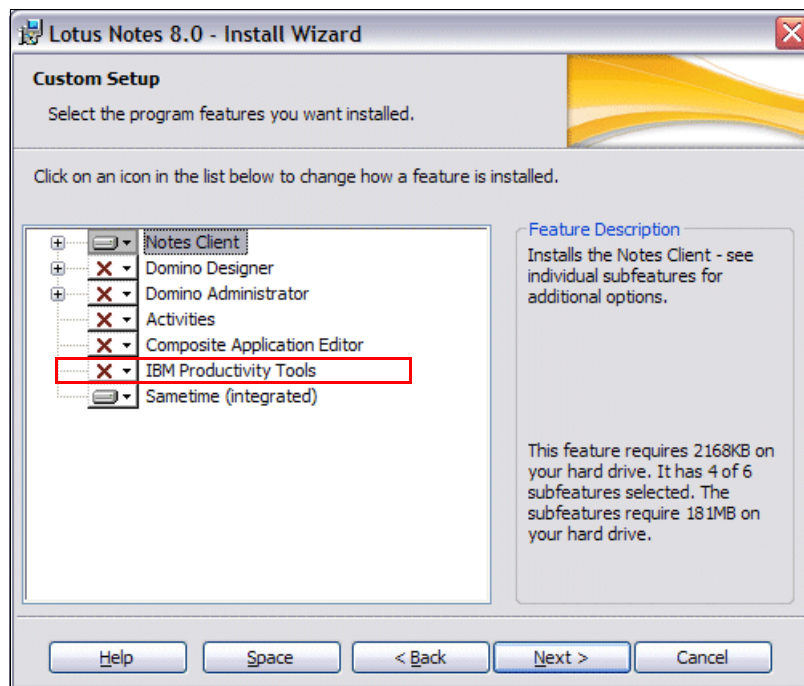 Lotus Notes 8.0 - Install Wizard
Custom Setup
Select the program features you want installed.
Click on an icon in the list below to change how a feature is installed.
Notes Client
Domino Designer
Domino Administrator
Activities
Composite Application Editor
IBM Productivity Tools
Sametime (integrated)
Feature Description
Installs the Notes Client - see
individual subfeatures for
additional options.
This feature requires 2168KB on
your hard drive. It has 4 of 6
subfeatures selected. The
subfeatures require 181MB on
your hard drive.
Help
Space
< Back
Next >
Cancel